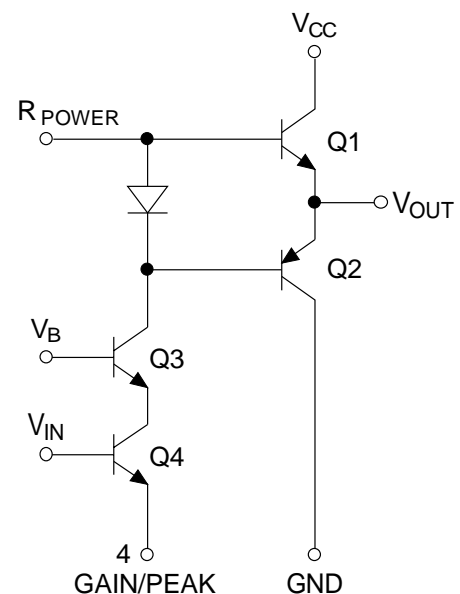 VCC
RPOWER
Q1
VOUT
Q2
VB
Q3
VIN
Q4
4
GAIN/PEAK
GND